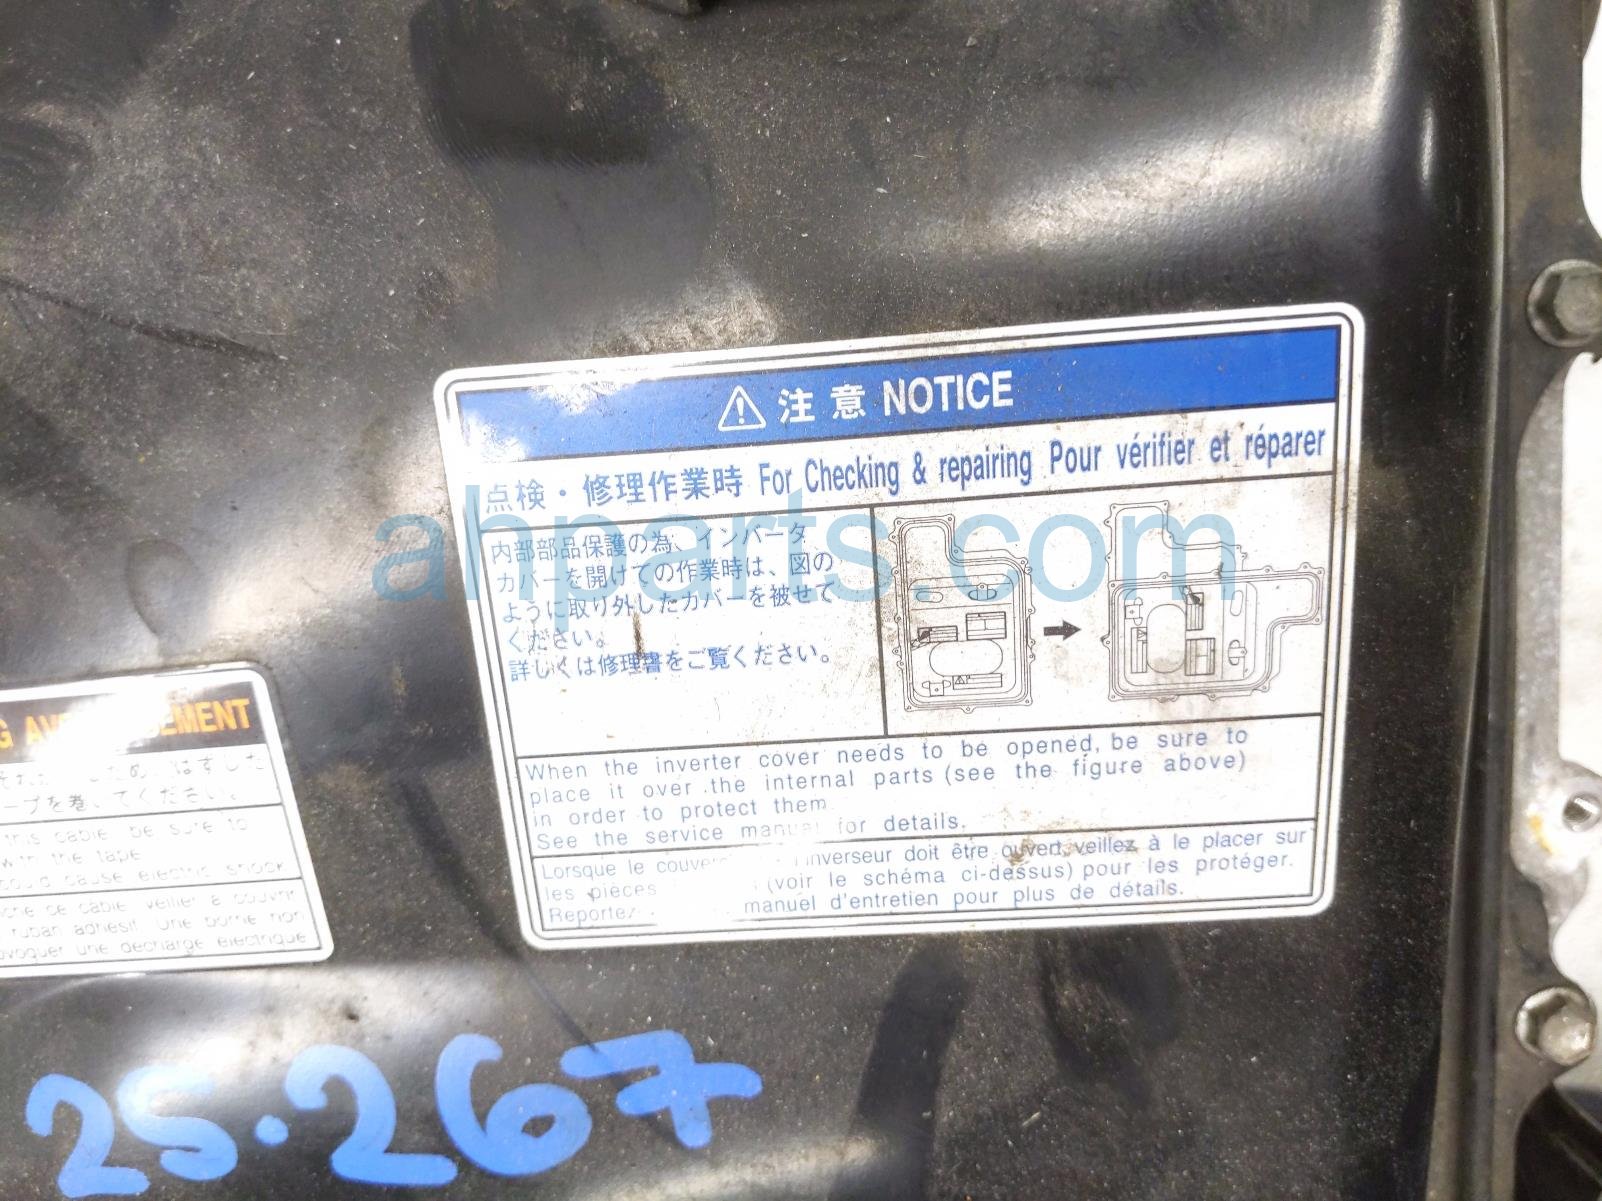 注意 NOTICE
点検・修理作業時 For Checking & repairing Pour vérifier et réparer
内部部品保護の為、インバータ
カバーを開けての作業時は、図の
ように取り外したカバーを被せて
ください。
詳しくは修理書をご覧ください。
When the inverter cover needs to be opened, be sure to
place it over the internal parts (see the figure above)
in order to protect them
See the service manual for details.
Lorsque le l'inverseur doit être ouvert, veillez à le placer sur
les pièces (voir le schéma ci-dessus) pour les protéger.
Reportez manuel d'entretien pour plus de détails.
ahparts.com
this cable be sure to
with the tape
could cause electric shock
ce câble veiller à couvrir
ruban adhésif. Une borne non
une décharge électrique
25.267